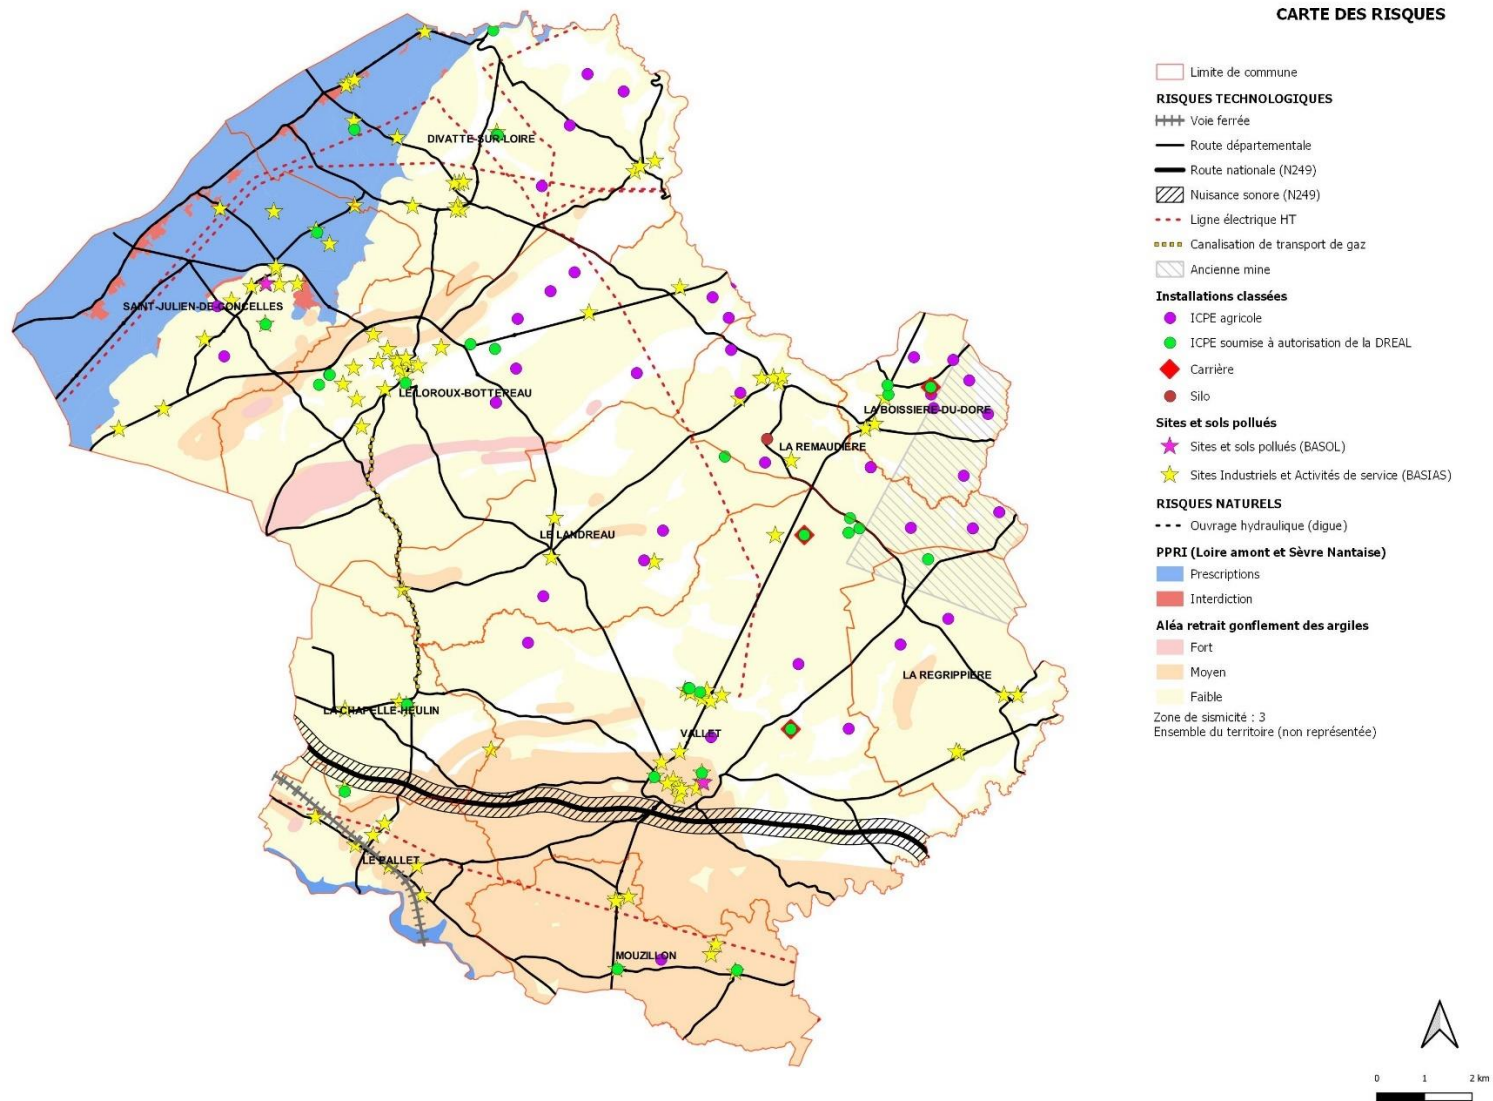 CARTE DES RISQUES
Limite de commune
RISQUES TECHNOLOGIQUES
Voie ferrée
Route départementale
Route nationale (N249)
Nuisance sonore (N249)
Ligne électrique HT
Canalisation de transport de gaz
Ancienne mine
Installations classées
ICPE agricole
ICPE soumise à autorisation de la DREAL
Carrière
Silo
Sites et sols pollués
Sites et sols pollués (BASOL)
Sites Industriels et Activités de service (BASIAS)
RISQUES NATURELS
Ouvrage hydraulique (digue)
PPRI (Loire amont et Sèvre Nantaise)
Prescriptions
Interdiction
Aléa retrait gonflement des argiles
Fort
Moyen
Faible
Zone de sismicité : 3
Ensemble du territoire (non représentée)
DIVATTE-SUR-LOIRE
SAINT-JULIEN-DE-CONCELLES
LE LOROUX-BOTTEREAU
LA BOISSIERE-DU-DORE
LA REMAUDIERE
LE LANDREAU
LA REGRIPPIERE
LA CHAPELLE-HEULIN
VALLET
LE PALLET
MOUZILLON
0 1 2 km